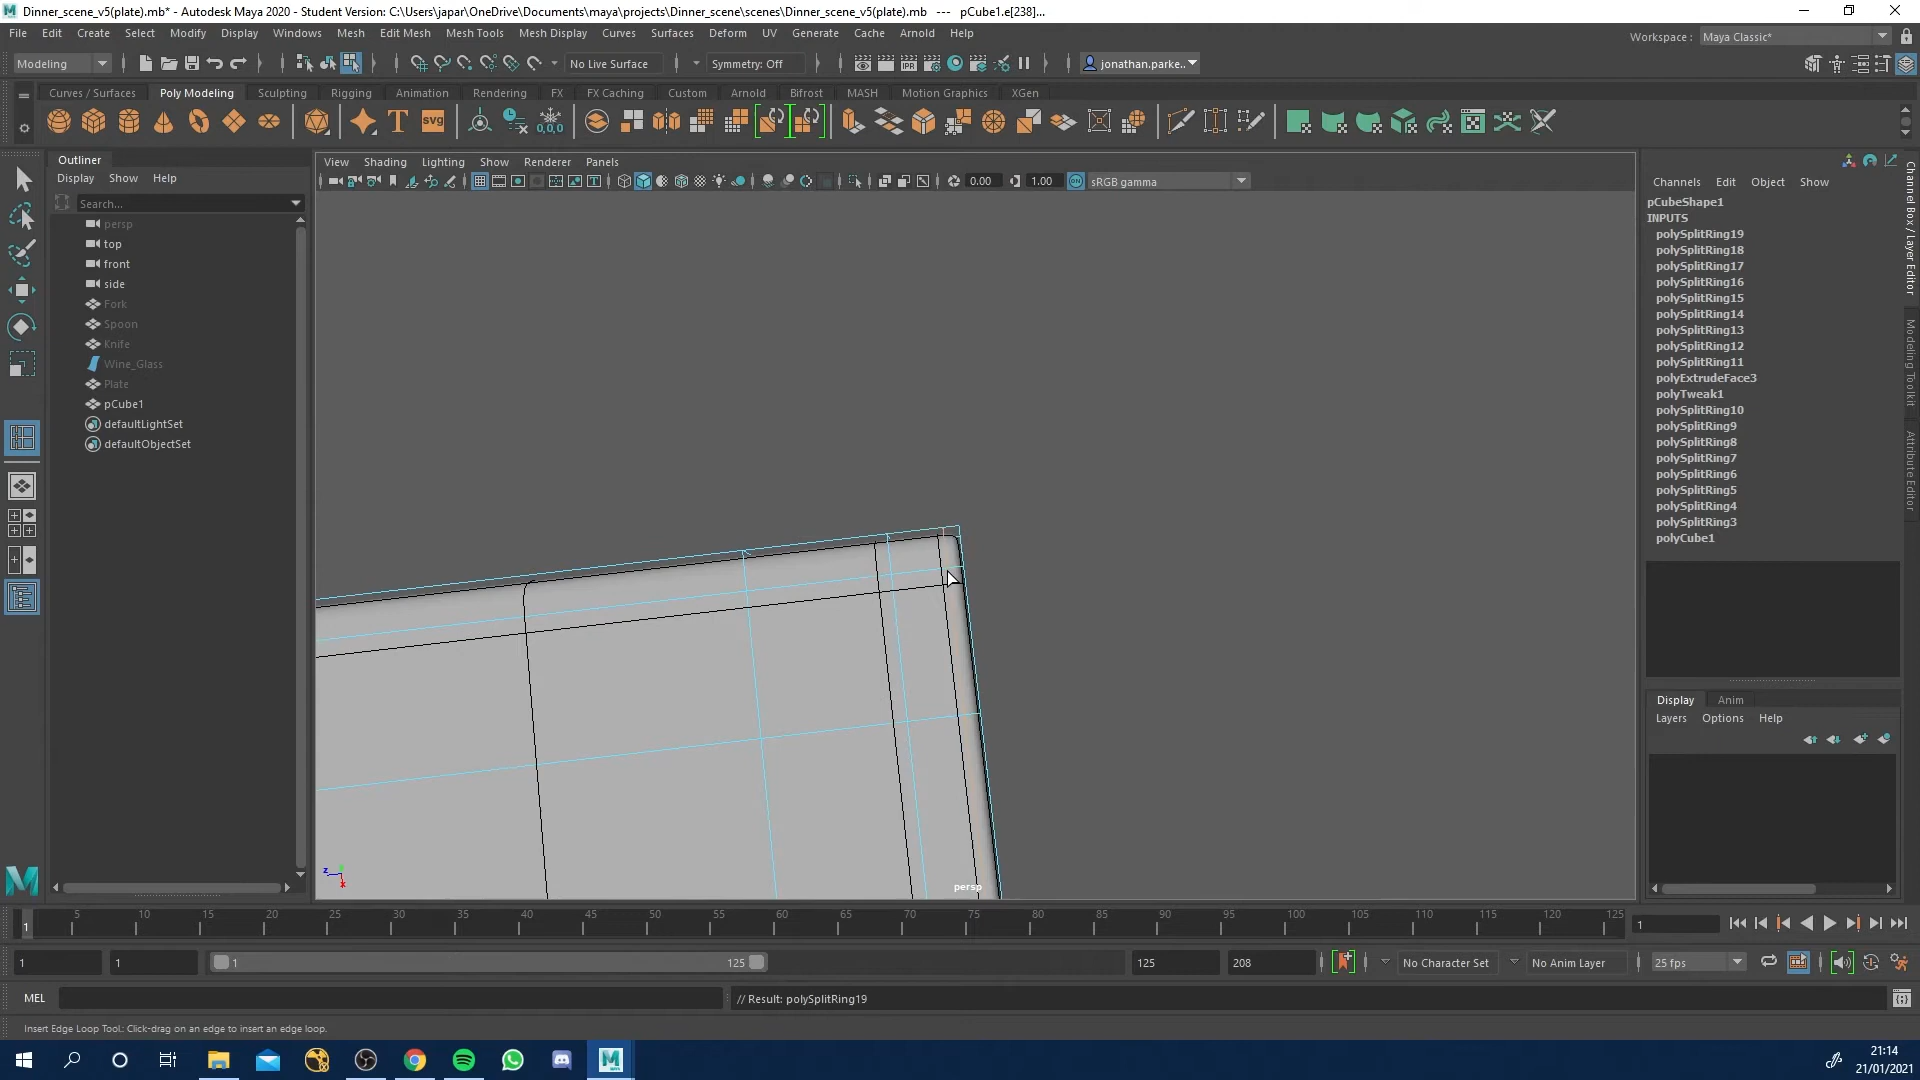 Dinner_scene_v5(plate).mb* - Autodesk Maya 2020 - Student Version: C:\Users\japar\OneDrive\Documents\maya\projects\Dinner_scene\scenes\Dinner_scene_v5(plate).mb --- pCube1.e[238]...
File Edit Create Select Modify Display Windows Mesh Edit Mesh Mesh Tools Mesh Display Curves Surfaces Deform UV Generate Cache Arnold Help
Workspace : Maya Classic*
Modeling No Live Surface Symmetry: Off jonathan.parke..
Curves / Surfaces Poly Modeling Sculpting Rigging Animation Rendering FX FX Caching Custom Arnold Bifrost MASH Motion Graphics XGen
Outliner
Display Show Help
Search...
persp
top
front
side
Fork
Spoon
Knife
Wine_Glass
Plate
pCube1
defaultLightSet
defaultObjectSet
View Shading Lighting Show Renderer Panels
0.00 1.00 sRGB gamma
persp
Channels Edit Object Show
pCubeShape1
INPUTS
polySplitRing19
polySplitRing18
polySplitRing17
polySplitRing16
polySplitRing15
polySplitRing14
polySplitRing13
polySplitRing12
polySplitRing11
polyExtrudeFace3
polyTweak1
polySplitRing10
polySplitRing9
polySplitRing8
polySplitRing7
polySplitRing6
polySplitRing5
polySplitRing4
polySplitRing3
polyCube1
Display Anim
Layers Options Help
Channel Box / Layer Editor
Modeling Toolkit
Attribute Editor
1 5 10 15 20 25 30 35 40 45 50 55 60 65 70 75 80 85 90 95 100 105 110 115 120 125 1
1 1 1 125 125 208 No Character Set No Anim Layer 25 fps
MEL // Result: polySplitRing19
Insert Edge Loop Tool: Click-drag on an edge to insert an edge loop.
21:14
21/01/2021